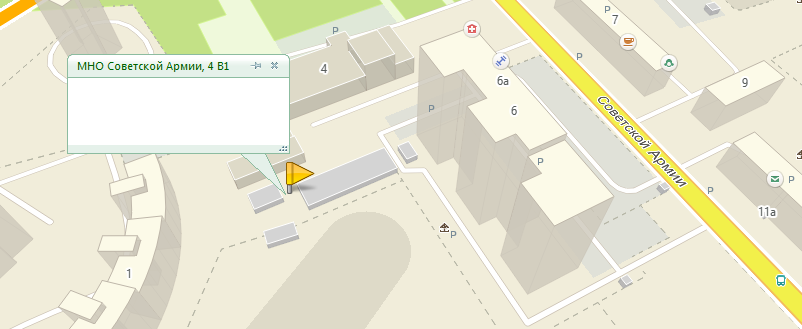 МНО Советской Армии, 4 В1
4
P
P
7
P
6а
6
P
P
9
P
Советской Армии
P
11а
P
P
1